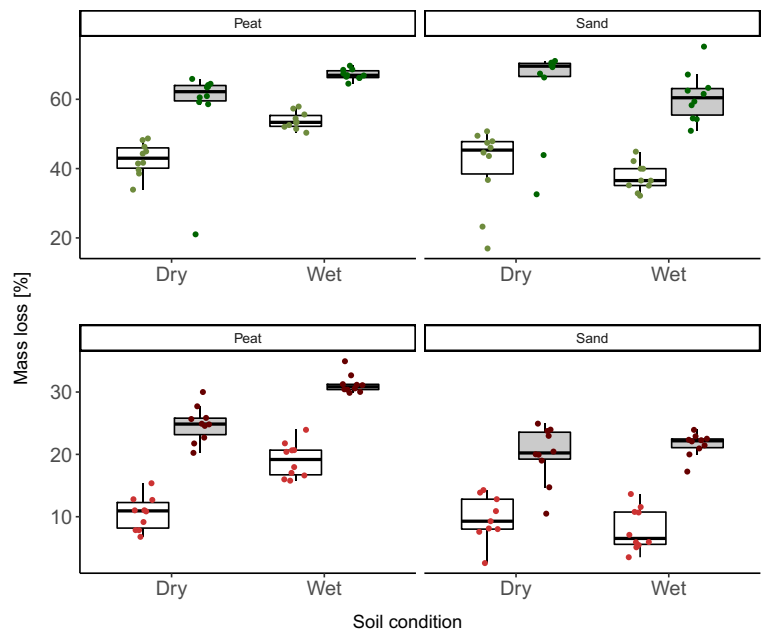 Peat
Sand
60
40
20
Dry
Wet
Dry
Wet
Mass loss [%]
Peat
Sand
30
20
10
Dry
Wet
Dry
Wet
Soil condition